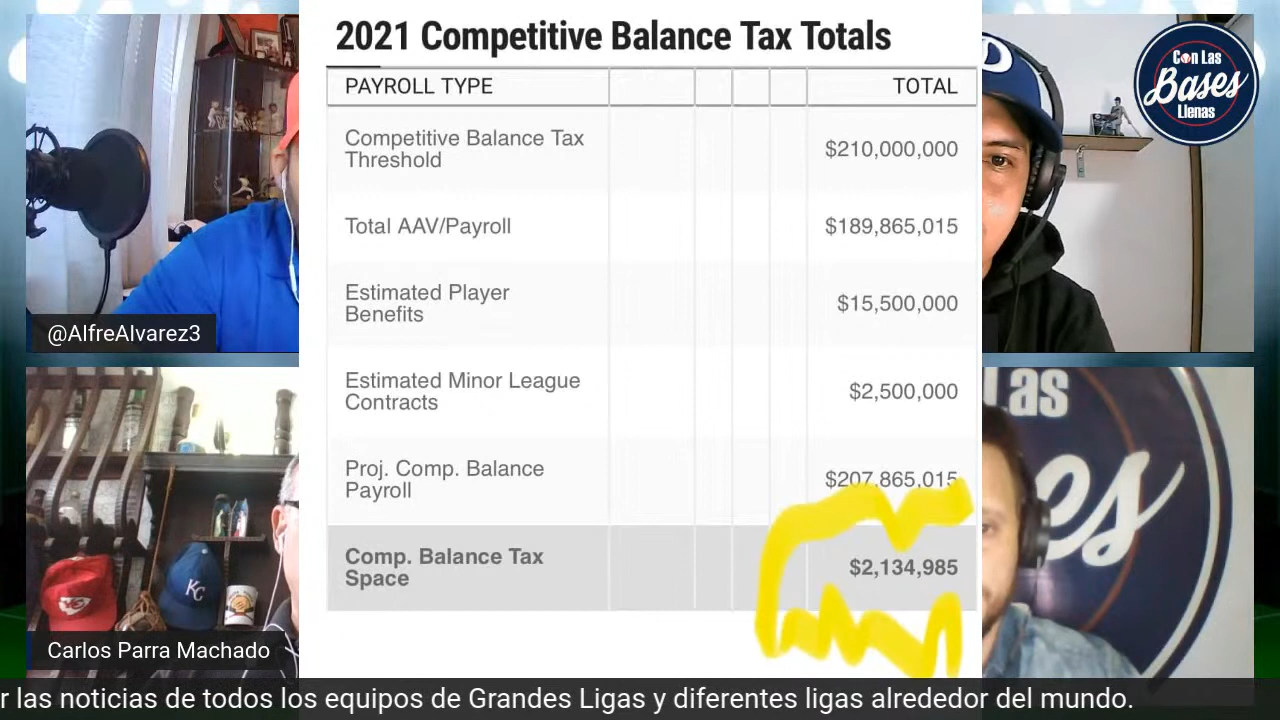 2021 Competitive Balance Tax Totals
PAYROLL TYPE TOTAL
Competitive Balance Tax
Threshold
$210,000,000
Total AAV/Payroll $189,865,015
Estimated Player
Benefits
$15,500,000
Estimated Minor League
Contracts
$2,500,000
Proj. Comp. Balance
Payroll
$207,865,015
Comp. Balance Tax
Space
$2,134,985
Con Las
Bases
Llenas
@AlfreAlvarez3
KC
Las
es
Carlos Parra Machado
r las noticias de todos los equipos de Grandes Ligas y diferentes ligas alrededor del mundo.